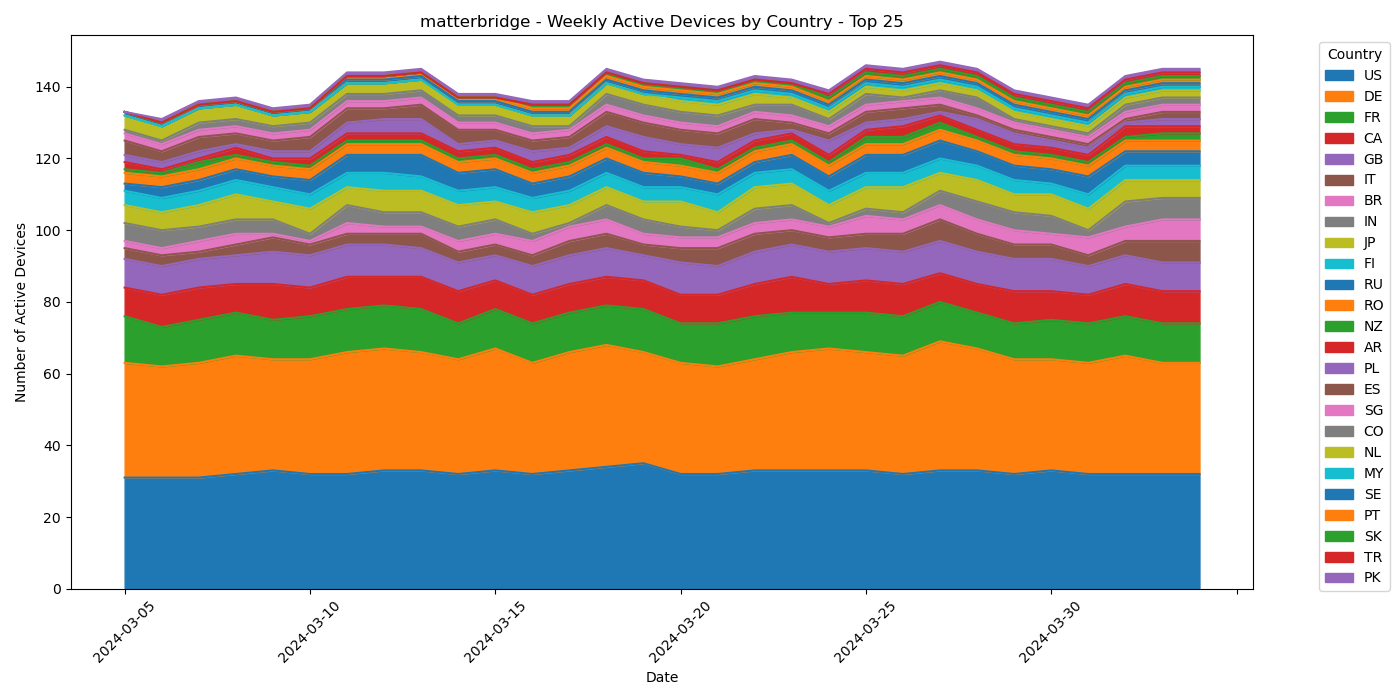 matterbridge - Weekly Active Devices by Country - Top 25
Number of Active Devices
140
120
100
80
60
40
20
0
2024-03-05
2024-03-10
2024-03-15
2024-03-20
2024-03-25
2024-03-30
Date
Country
US
DE
FR
CA
GB
IT
BR
IN
JP
FI
RU
RO
NZ
AR
PL
ES
SG
CO
NL
MY
SE
PT
SK
TR
PK